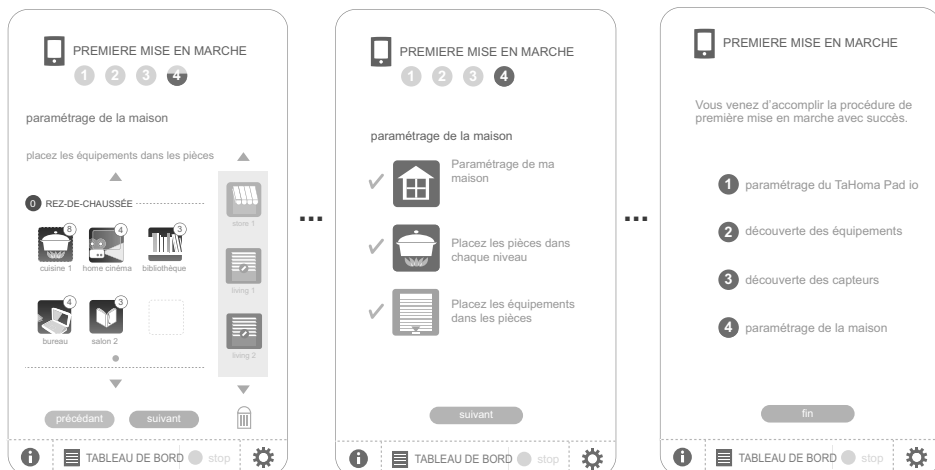 PREMIERE MISE EN MARCHE
1 2 3 4
paramétrage de la maison
placez les équipements dans les pièces
0 REZ-DE-CHAUSSÉE
8 4 3
cuisine 1 home cinéma bibliothèque
4 3
bureau salon 2
store 1
living 1
living 2
précédant suivant
TABLEAU DE BORD stop
...
PREMIERE MISE EN MARCHE
1 2 3 4
paramétrage de la maison
Paramétrage de ma
maison
Placez les pièces dans
chaque niveau
Placez les équipements
dans les pièces
suivant
TABLEAU DE BORD stop
...
PREMIERE MISE EN MARCHE
Vous venez d'accomplir la procédure de
première mise en marche avec succès.
1 paramétrage du TaHoma Pad io
2 découverte des équipements
3 découverte des capteurs
4 paramétrage de la maison
fin
TABLEAU DE BORD stop